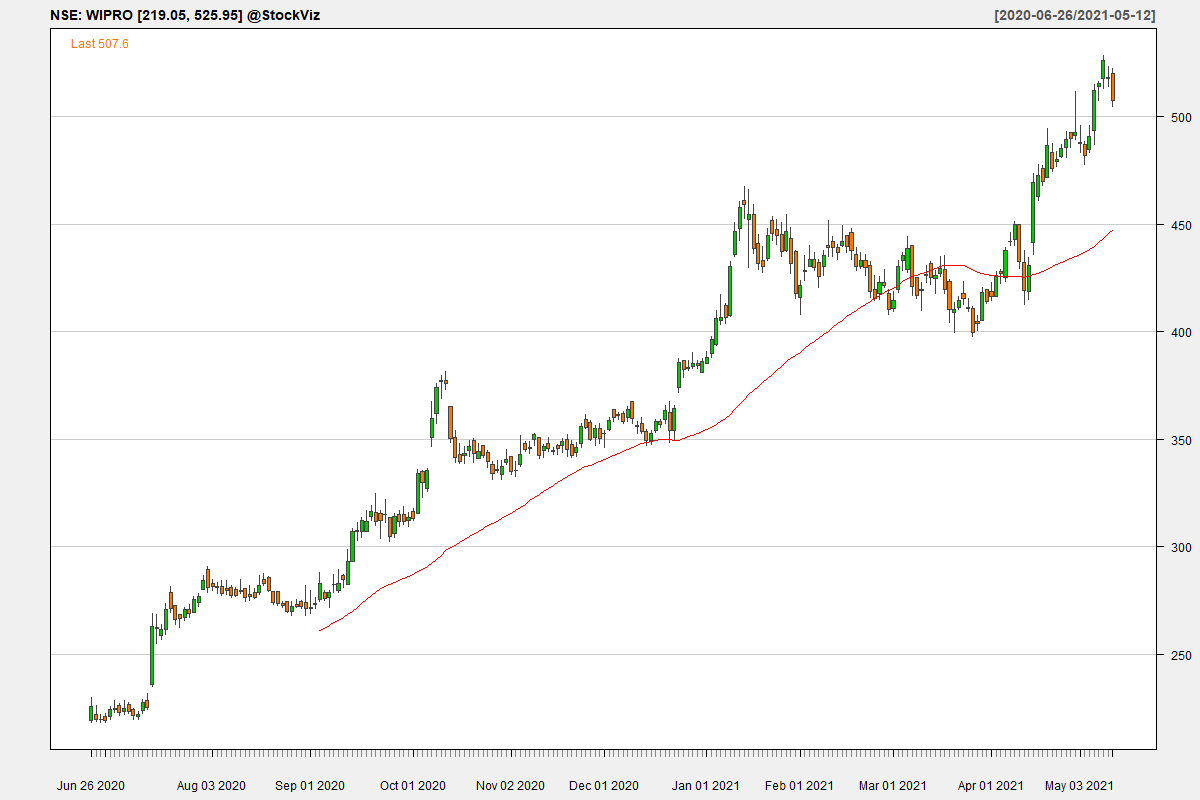 NSE: WIPRO [219.05, 525.95] @StockViz
[2020-06-26/2021-05-12]
Last 507.6
500
450
400
350
300
250
Jun 26 2020
Aug 03 2020
Sep 01 2020
Oct 01 2020
Nov 02 2020
Dec 01 2020
Jan 01 2021
Feb 01 2021
Mar 01 2021
Apr 01 2021
May 03 2021